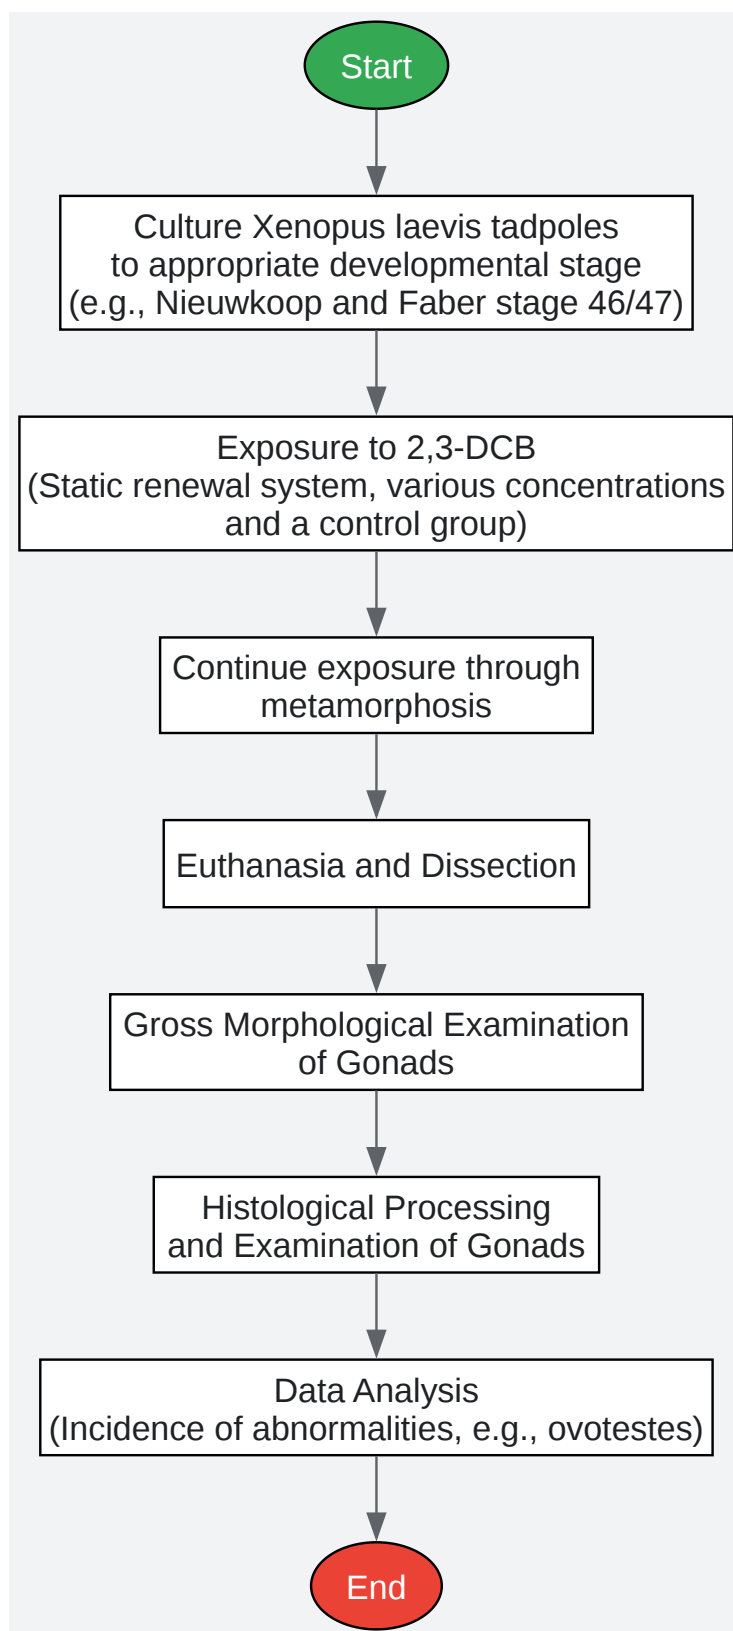 Start
Culture Xenopus laevis tadpoles
to appropriate developmental stage
(e.g., Nieuwkoop and Faber stage 46/47)
Exposure to 2,3-DCB
(Static renewal system, various concentrations
and a control group)
Continue exposure through
metamorphosis
Euthanasia and Dissection
Gross Morphological Examination
of Gonads
Histological Processing
and Examination of Gonads
Data Analysis
(Incidence of abnormalities, e.g., ovotestes)
End